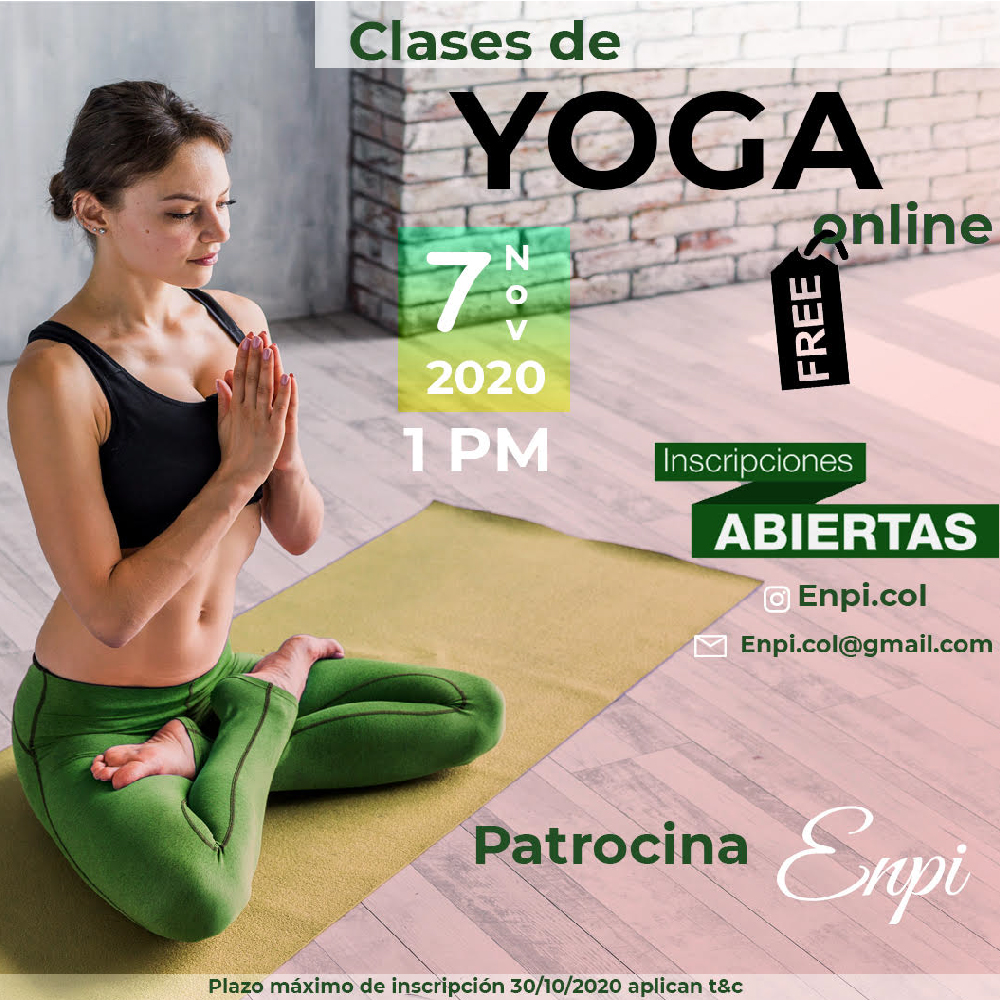 Clases de
YOGA
online
FREE
7 Nov
2020
1 PM
Inscripciones
ABIERTAS
Enpi.col
Enpi.col@gmail.com
Patrocina Enpi
Plazo máximo de inscripción 30/10/2020 aplican t&c